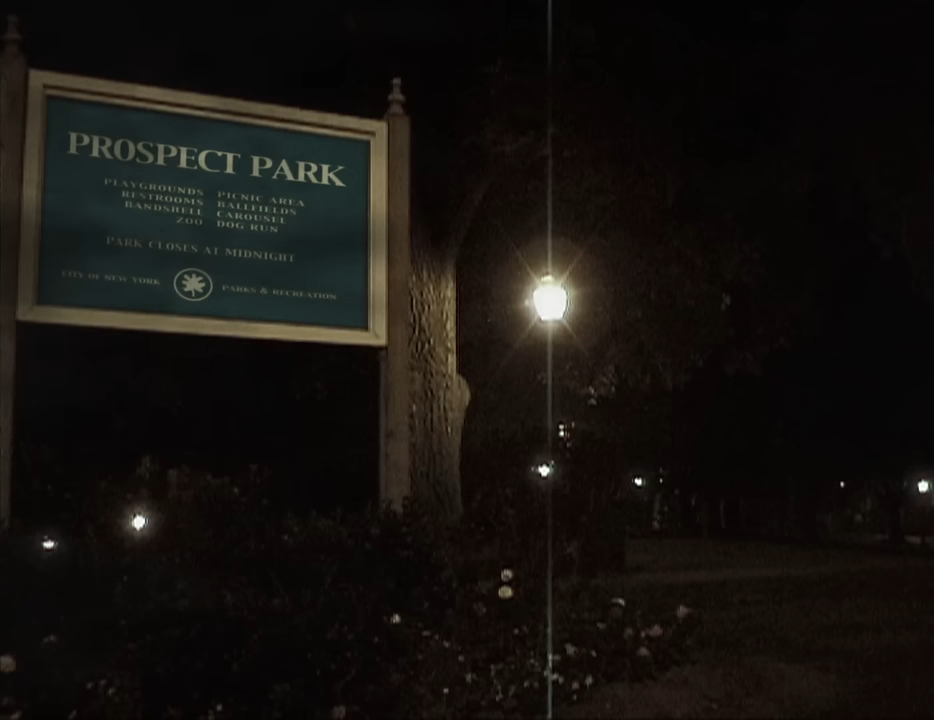 PROSPECT PARK
PLAYGROUNDS PICNIC AREA
RESTROOMS BALLFIELDS
BANDSHELL CAROUSEL
ZOO DOG RUN
PARK CLOSES AT MIDNIGHT
CITY OF NEW YORK PARKS & RECREATION